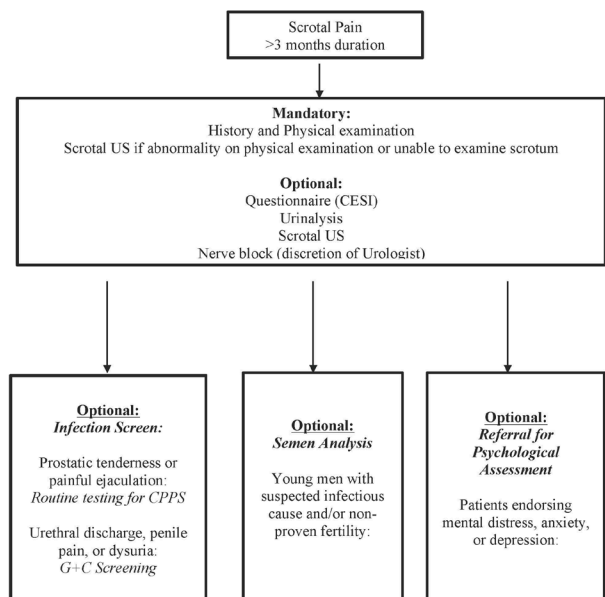 Scrotal Pain
>3 months duration
Mandatory:
History and Physical examination
Scrotal US if abnormality on physical examination or unable to examine scrotum
Optional:
Questionnaire (CESI)
Urinalysis
Scrotal US
Nerve block (discretion of Urologist)
Optional:
Infection Screen:
Prostatic tenderness or
painful ejaculation:
Routine testing for CPPS
Urethral discharge, penile
pain, or dysuria:
G+C Screening
Optional:
Semen Analysis
Young men with
suspected infectious
cause and/or non-
proven fertility:
Optional:
Referral for
Psychological
Assessment
Patients endorsing
mental distress, anxiety,
or depression: